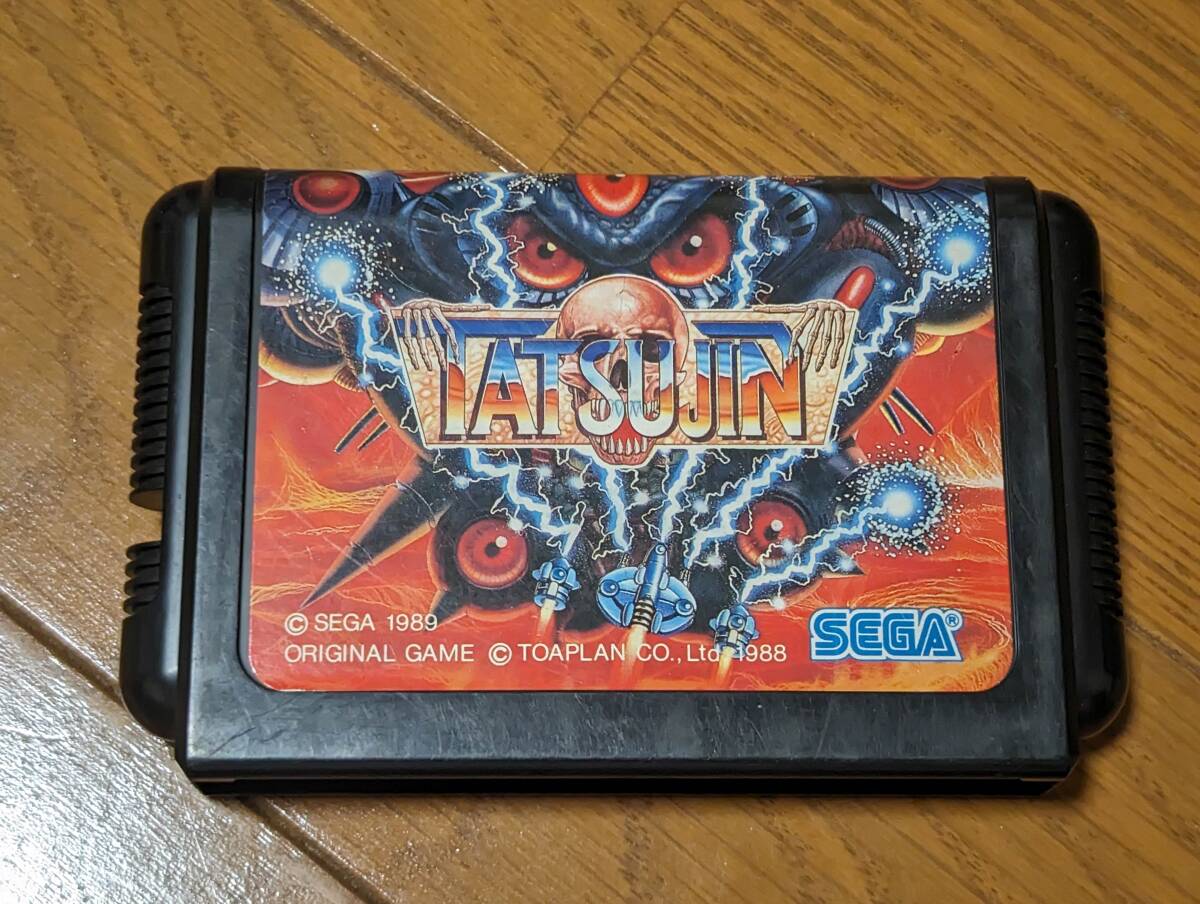 TATSUJIN
© SEGA 1989
ORIGINAL GAME © TOAPLAN CO., Ltd 1988
SEGA®